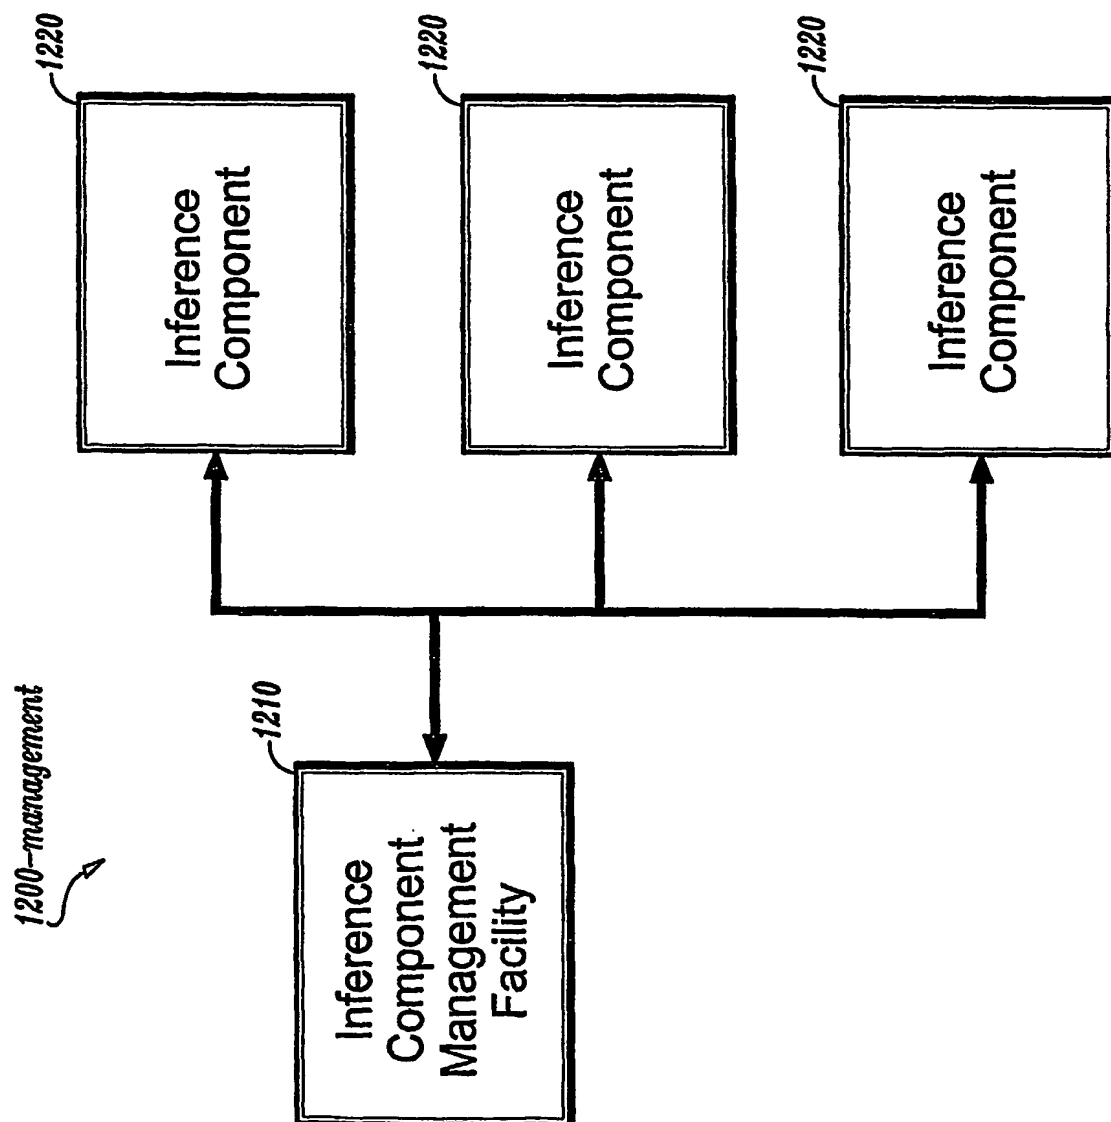 1200-management
1210
Inference
Component
Management
Facility
1220
Inference
Component
1220
Inference
Component
1220
Inference
Component